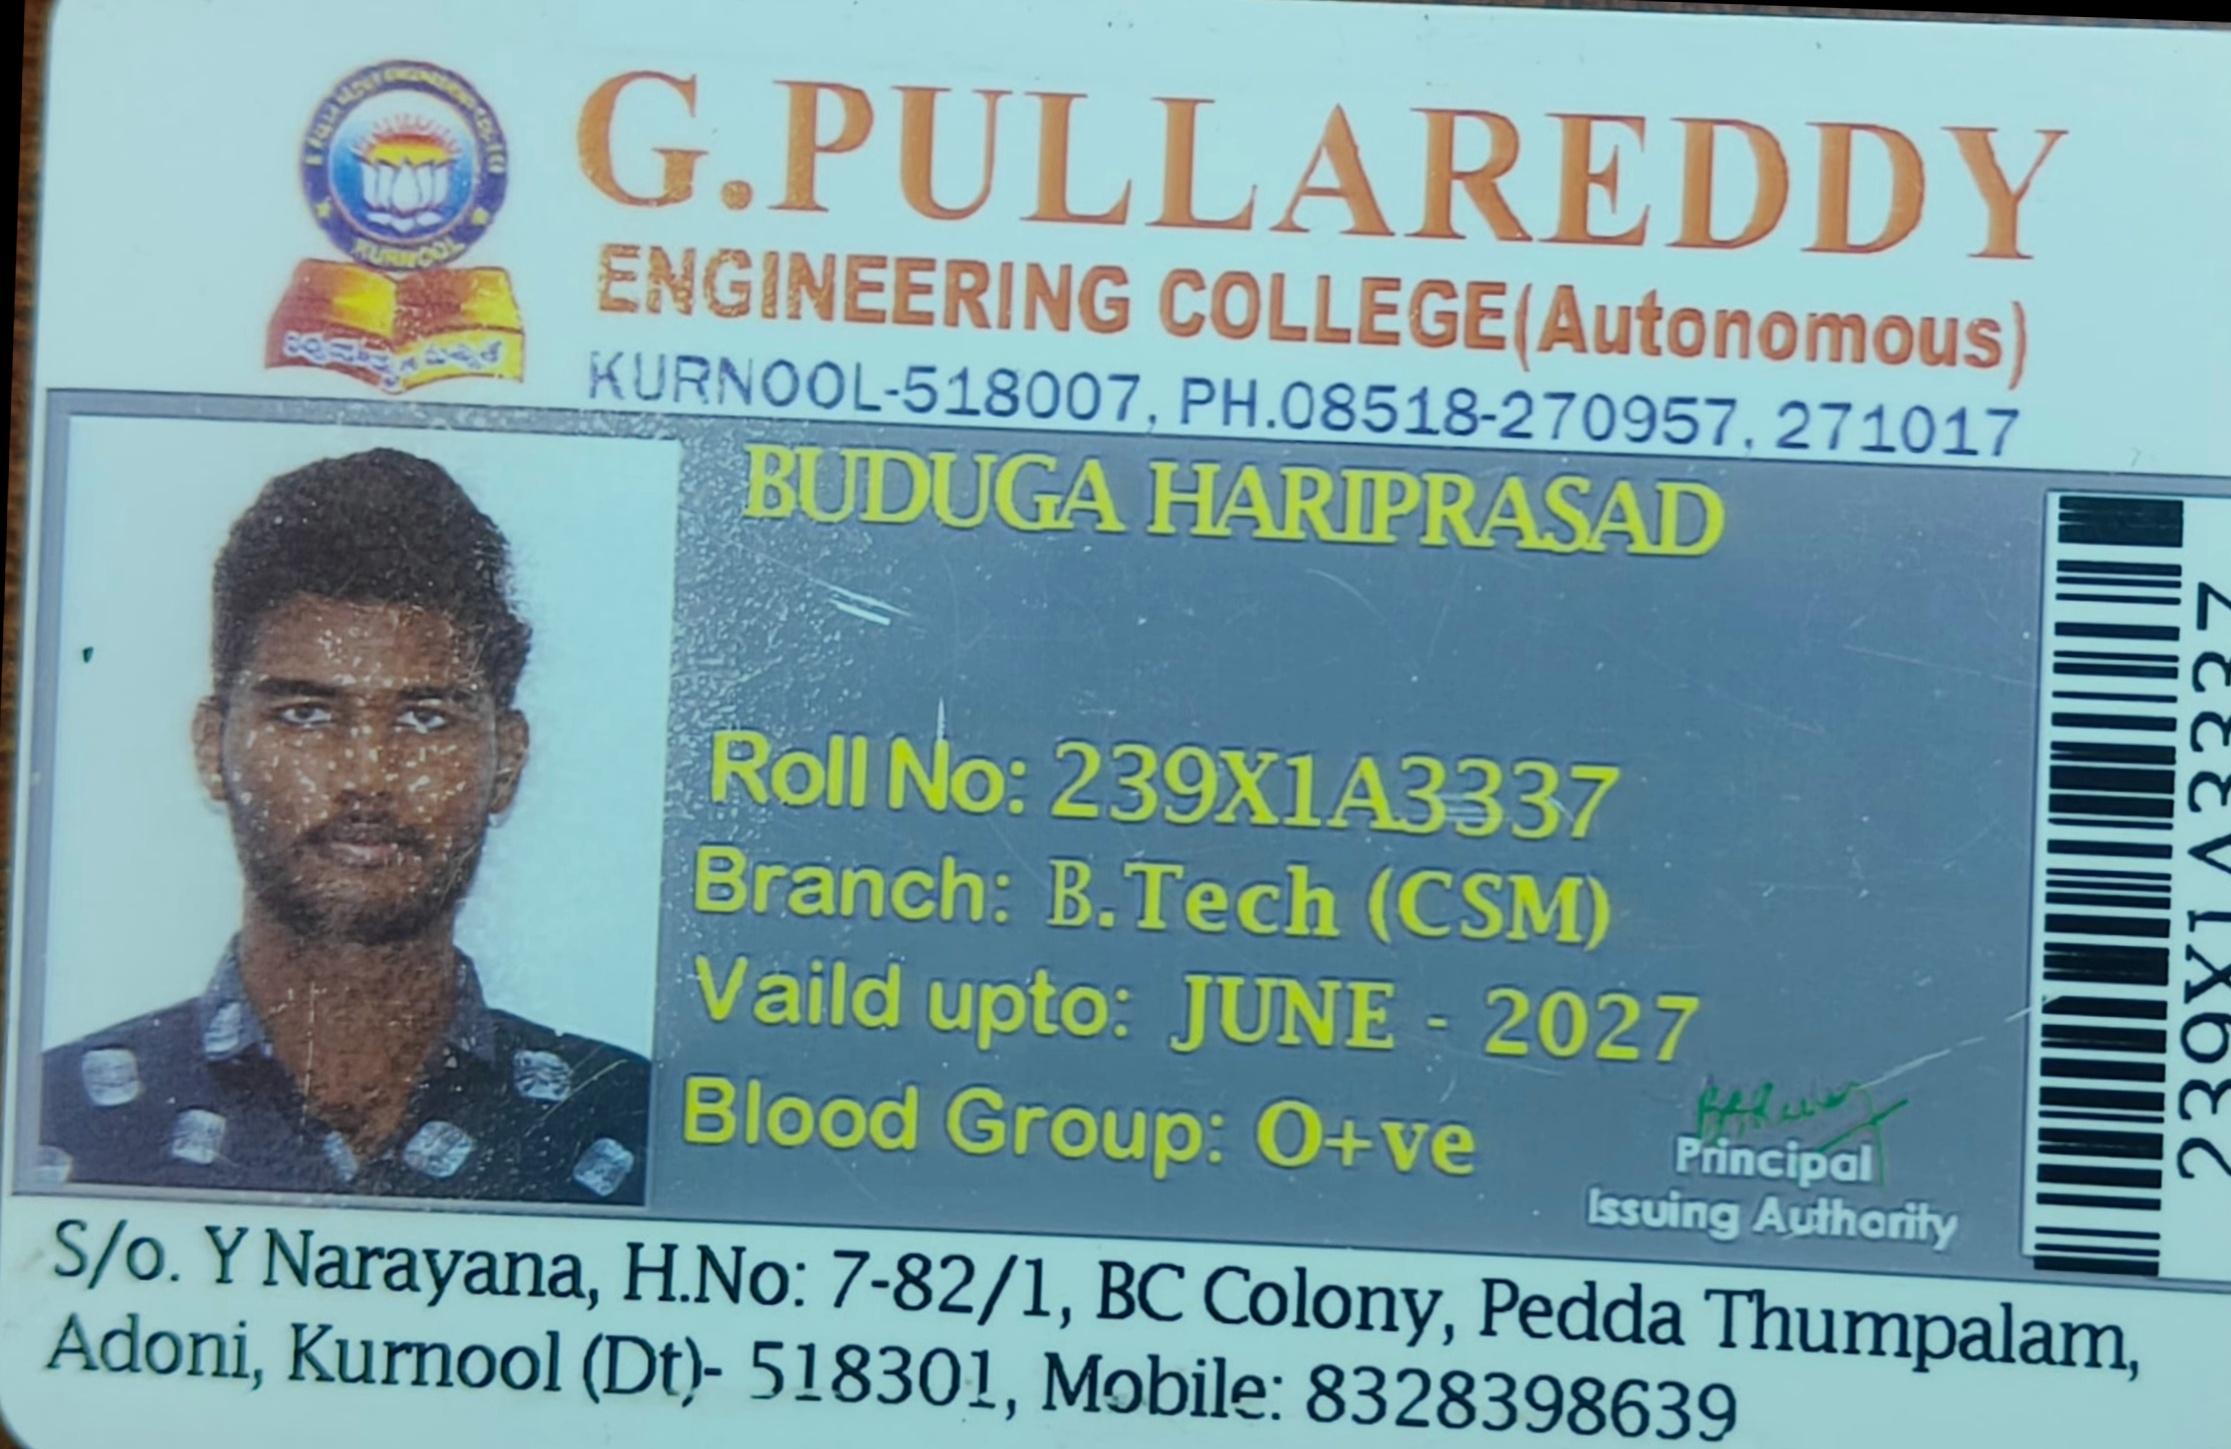 G.PULLAREDDY
ENGINEERING COLLEGE(Autonomous)
KURNOOL-518007, PH.08518-270957, 271017
KURNOOL
BUDUGA HARIPRASAD
Roll No: 239X1A3337
Branch: B.Tech (CSM)
Vaild upto: JUNE - 2027
Blood Group: O+ve
Principal
Issuing Authority
239X1A3337
S/o. Y Narayana, H.No: 7-82/1, BC Colony, Pedda Thumpalam,
Adoni, Kurnool (Dt)- 518301, Mobile: 8328398639